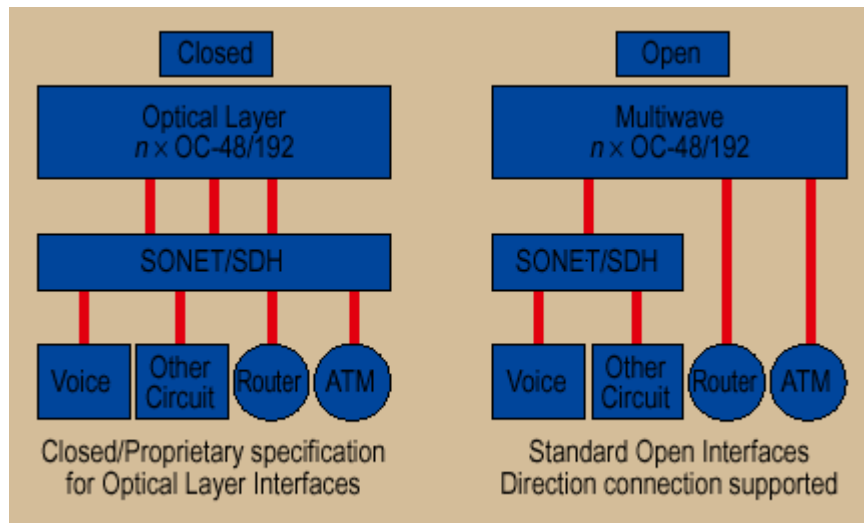 Closed
Optical Layer
n × OC-48/192
SONET/SDH
Voice
Other
Circuit
Router
ATM
Closed/Proprietary specification
for Optical Layer Interfaces
Open
Multiwave
n × OC-48/192
SONET/SDH
Voice
Other
Circuit
Router
ATM
Standard Open Interfaces
Direction connection supported